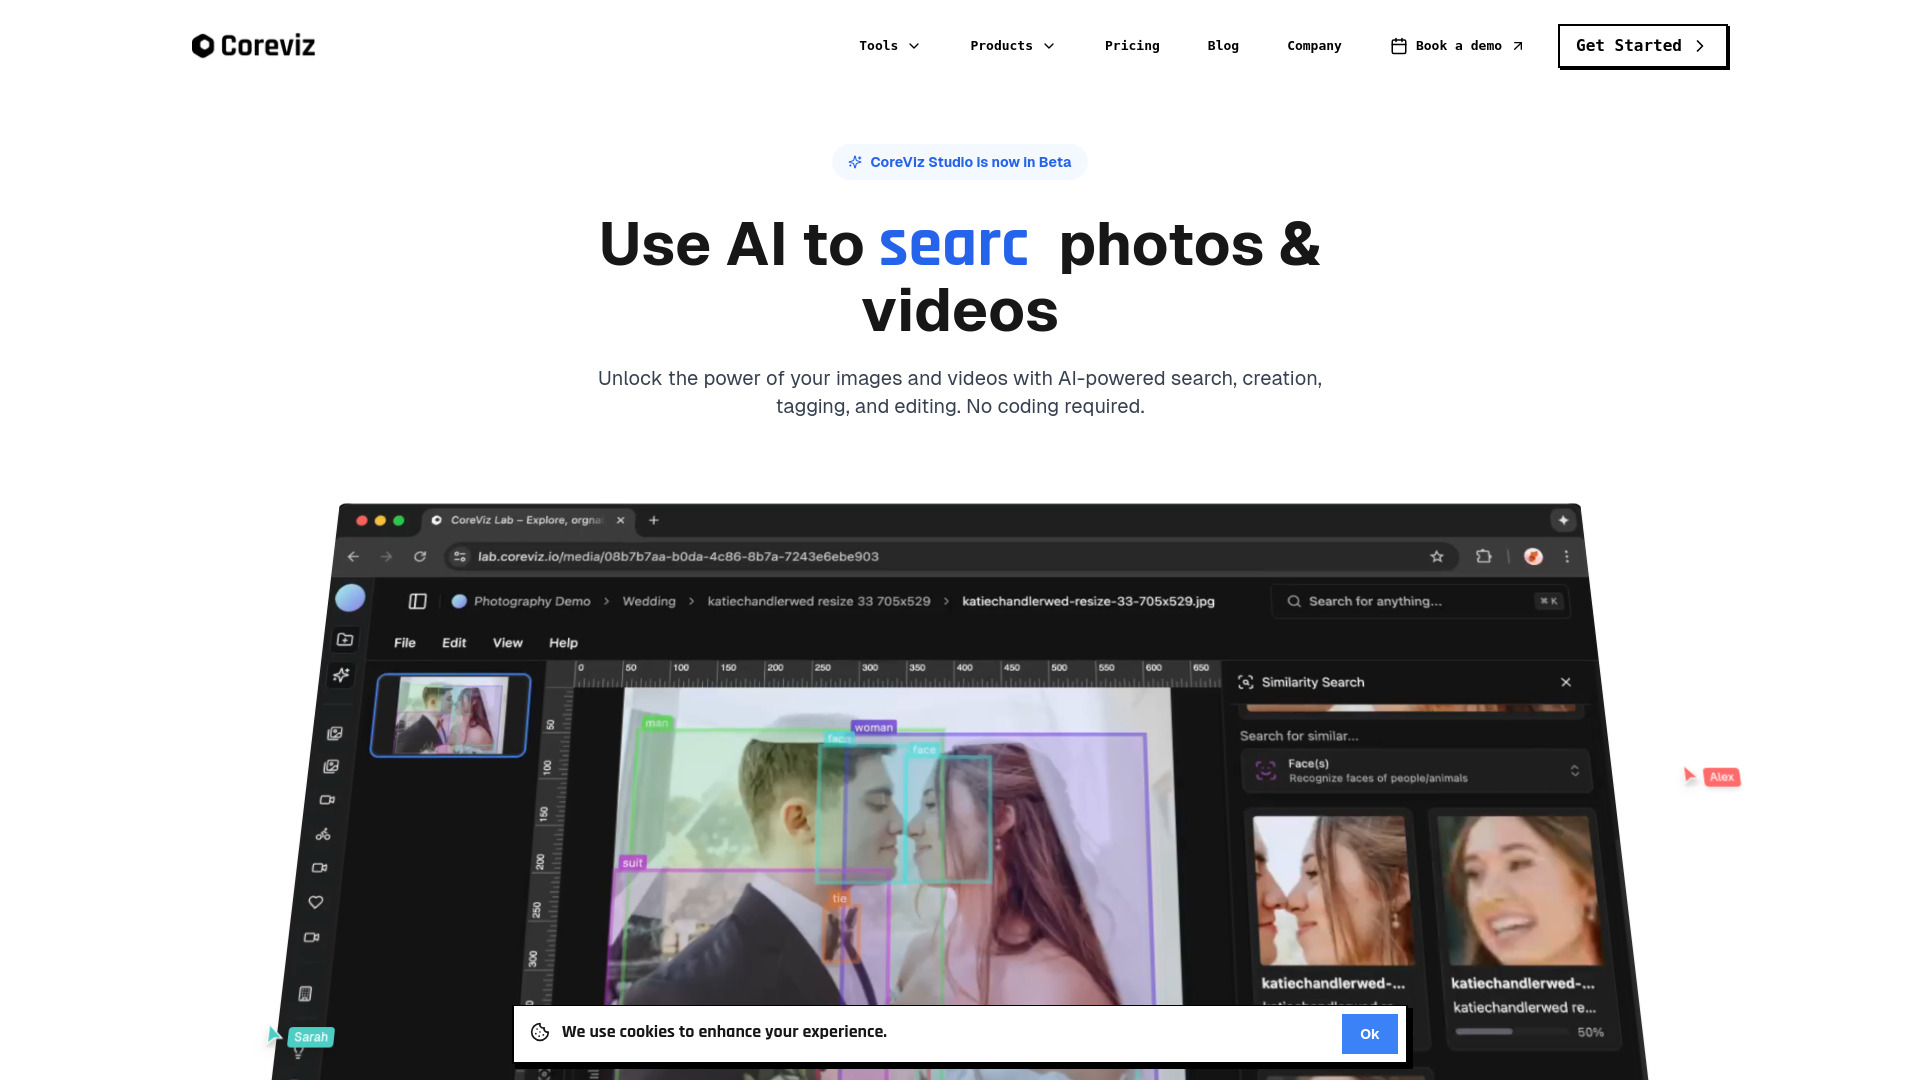 Coreviz
Tools
Products
Pricing
Blog
Company
Book a demo
Get Started
CoreViz Studio is now in Beta
Use AI to searc photos &
videos
Unlock the power of your images and videos with AI-powered search, creation,
tagging, and editing. No coding required.
CoreViz Lab – Explore, orgna
lab.coreviz.io/media/08b7b7aa-b0da-4c86-8b7a-7243e6ebe903
Photography Demo > Wedding > katiechandlerwed resize 33 705x529 > katiechandlerwed-resize-33-705x529.jpg
Search for anything...
⌘ K
File Edit View Help
0 50 100 150 200 250 300 350 400 450 500 550 600 650
50
100
150
200
250
300
man
woman
face
face
suit
tie
Similarity Search
Search for similar...
Face(s)
Recognize faces of people/animals
katiechandlerwed-...
katiechandlerwed-...
katiechandlerwed re...
50%
Alex
Sarah
We use cookies to enhance your experience.
Ok